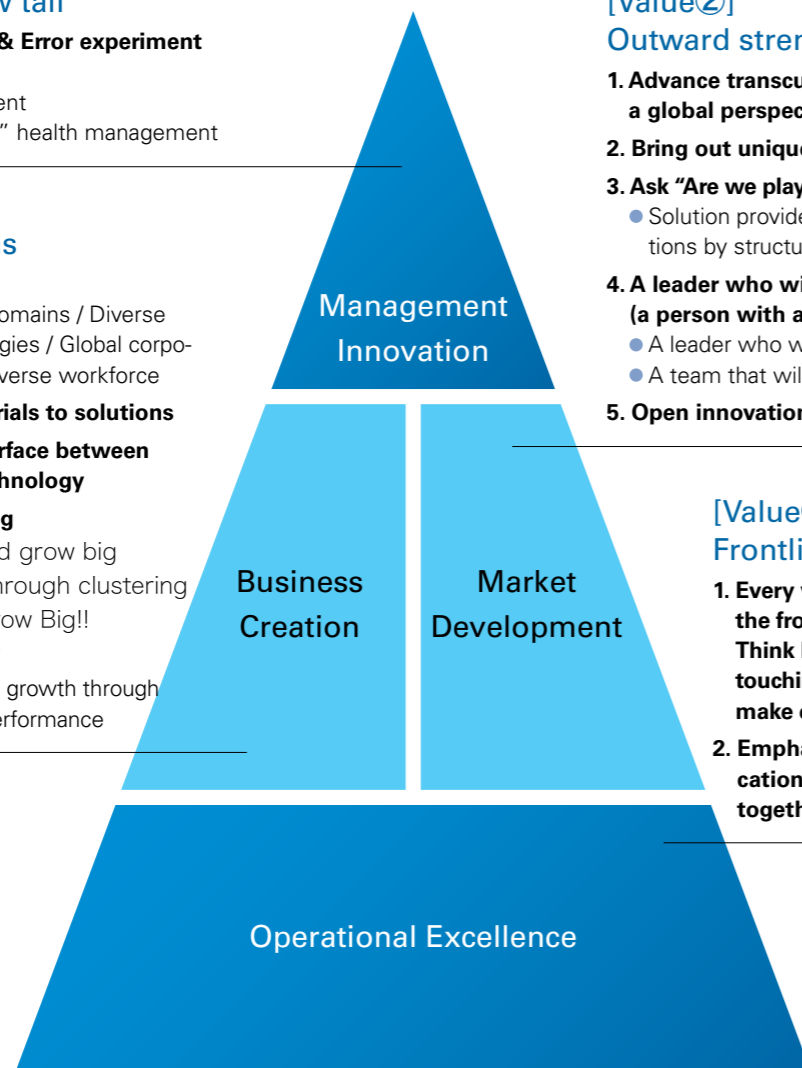 tall
& Error experiment
ent
” health management
s
omains / Diverse
gies / Global corpo-
verse workforce
rials to solutions
rface between
chnology
g
d grow big
hrough clustering
row Big!!
growth through
erformance
Management
Innovation
Business
Creation
Market
Development
Operational Excellence
[Value②]
Outward stren
1. Advance transcu
a global perspec
2. Bring out unique
3. Ask “Are we play
● Solution provide
tions by structu
4. A leader who wi
(a person with a
● A leader who w
● A team that wil
5. Open innovation
[Value
Frontli
1. Every
the fro
Think
touchi
make
2. Empha
cation
togeth